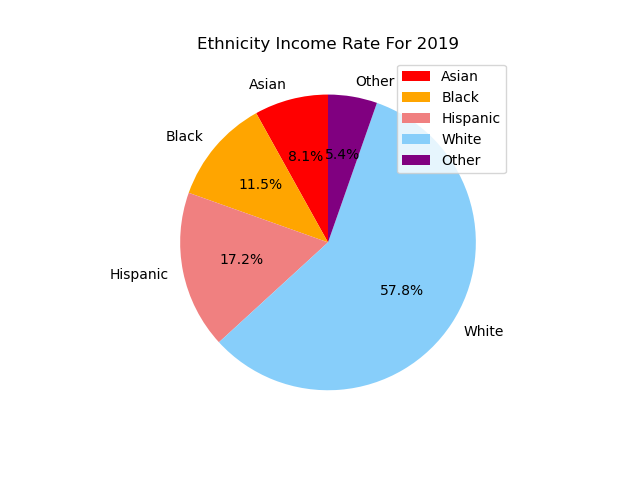 Ethnicity Income Rate For 2019
Asian
Black
Hispanic
White
Other
Asian
Black
Hispanic
White
Other
8.1%
11.5%
17.2%
57.8%
5.4%